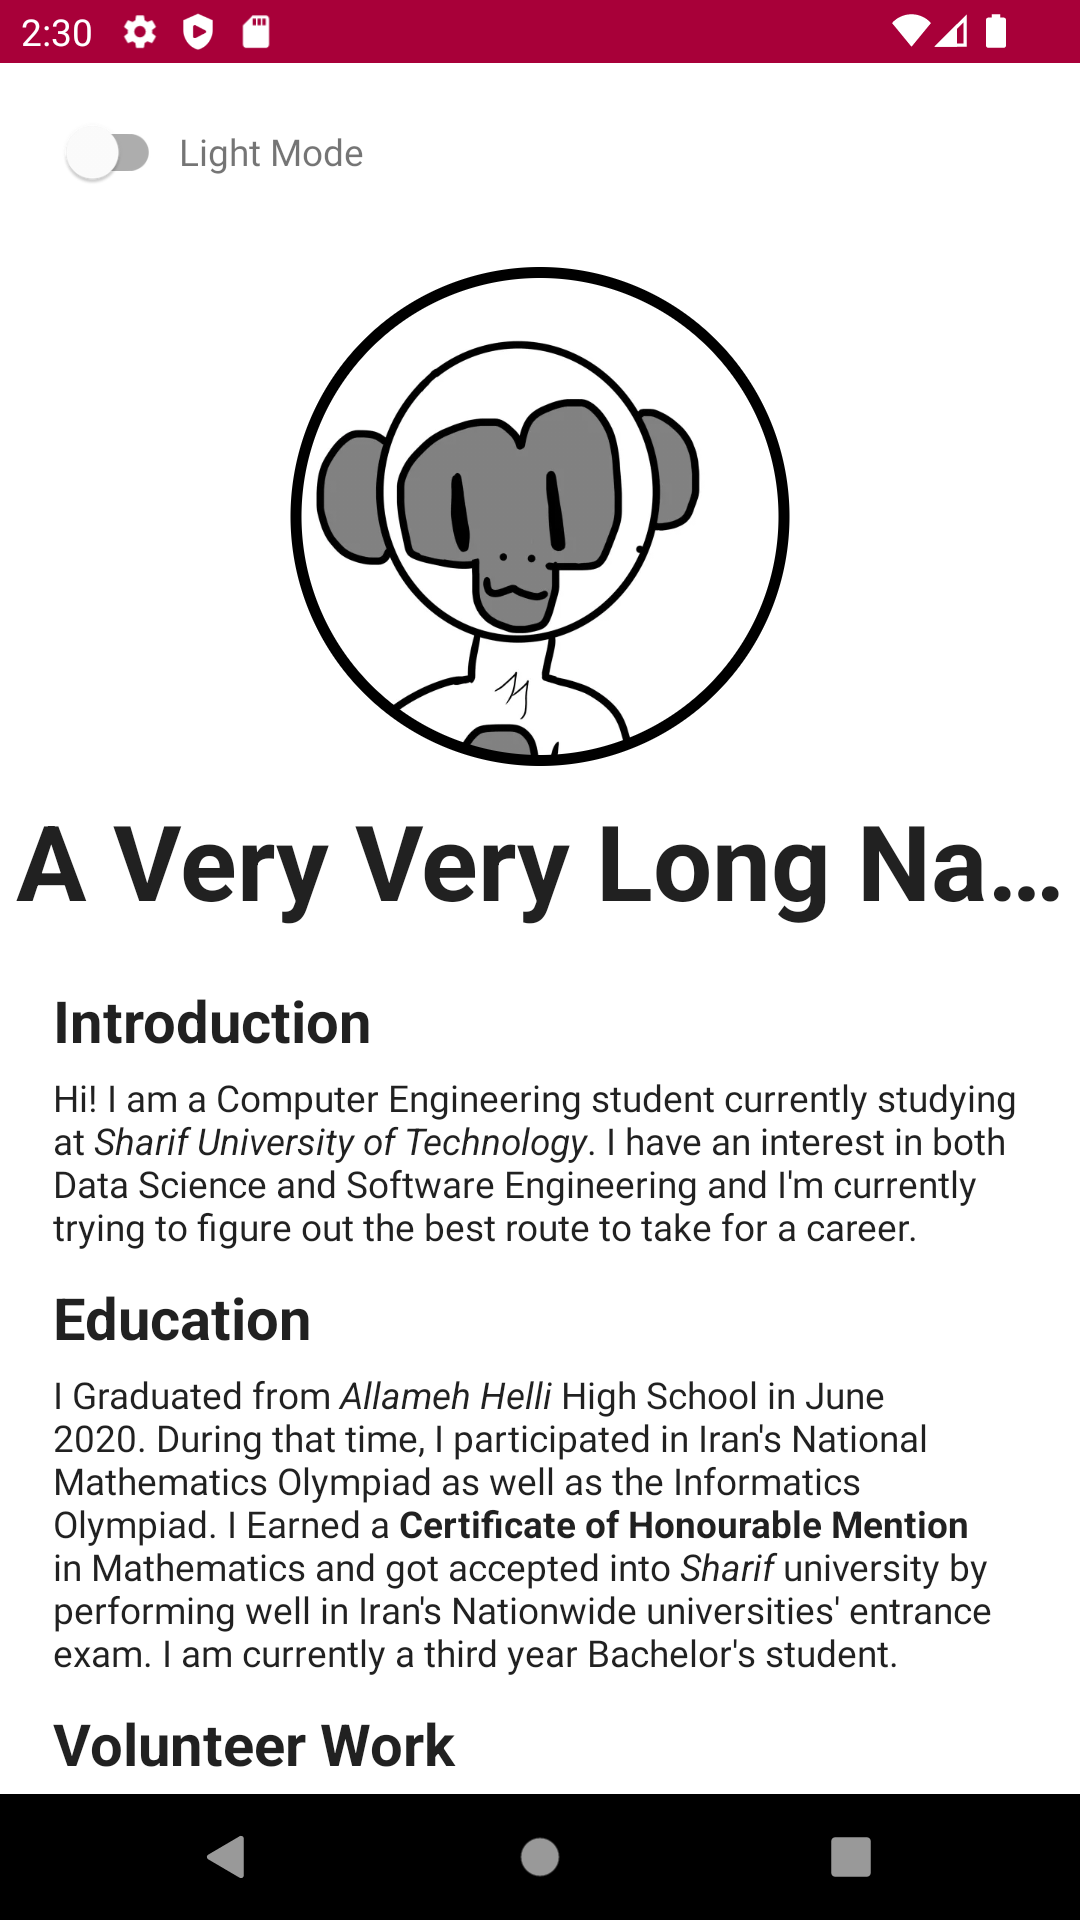 2:30
Light Mode
A Very Very Long Na...
Introduction
Hi! I am a Computer Engineering student currently studying
at Sharif University of Technology. I have an interest in both
Data Science and Software Engineering and I'm currently
trying to figure out the best route to take for a career.
Education
I Graduated from Allameh Helli High School in June
2020. During that time, I participated in Iran's National
Mathematics Olympiad as well as the Informatics
Olympiad. I Earned a Certificate of Honourable Mention
in Mathematics and got accepted into Sharif university by
performing well in Iran's Nationwide universities' entrance
exam. I am currently a third year Bachelor's student.
Volunteer Work